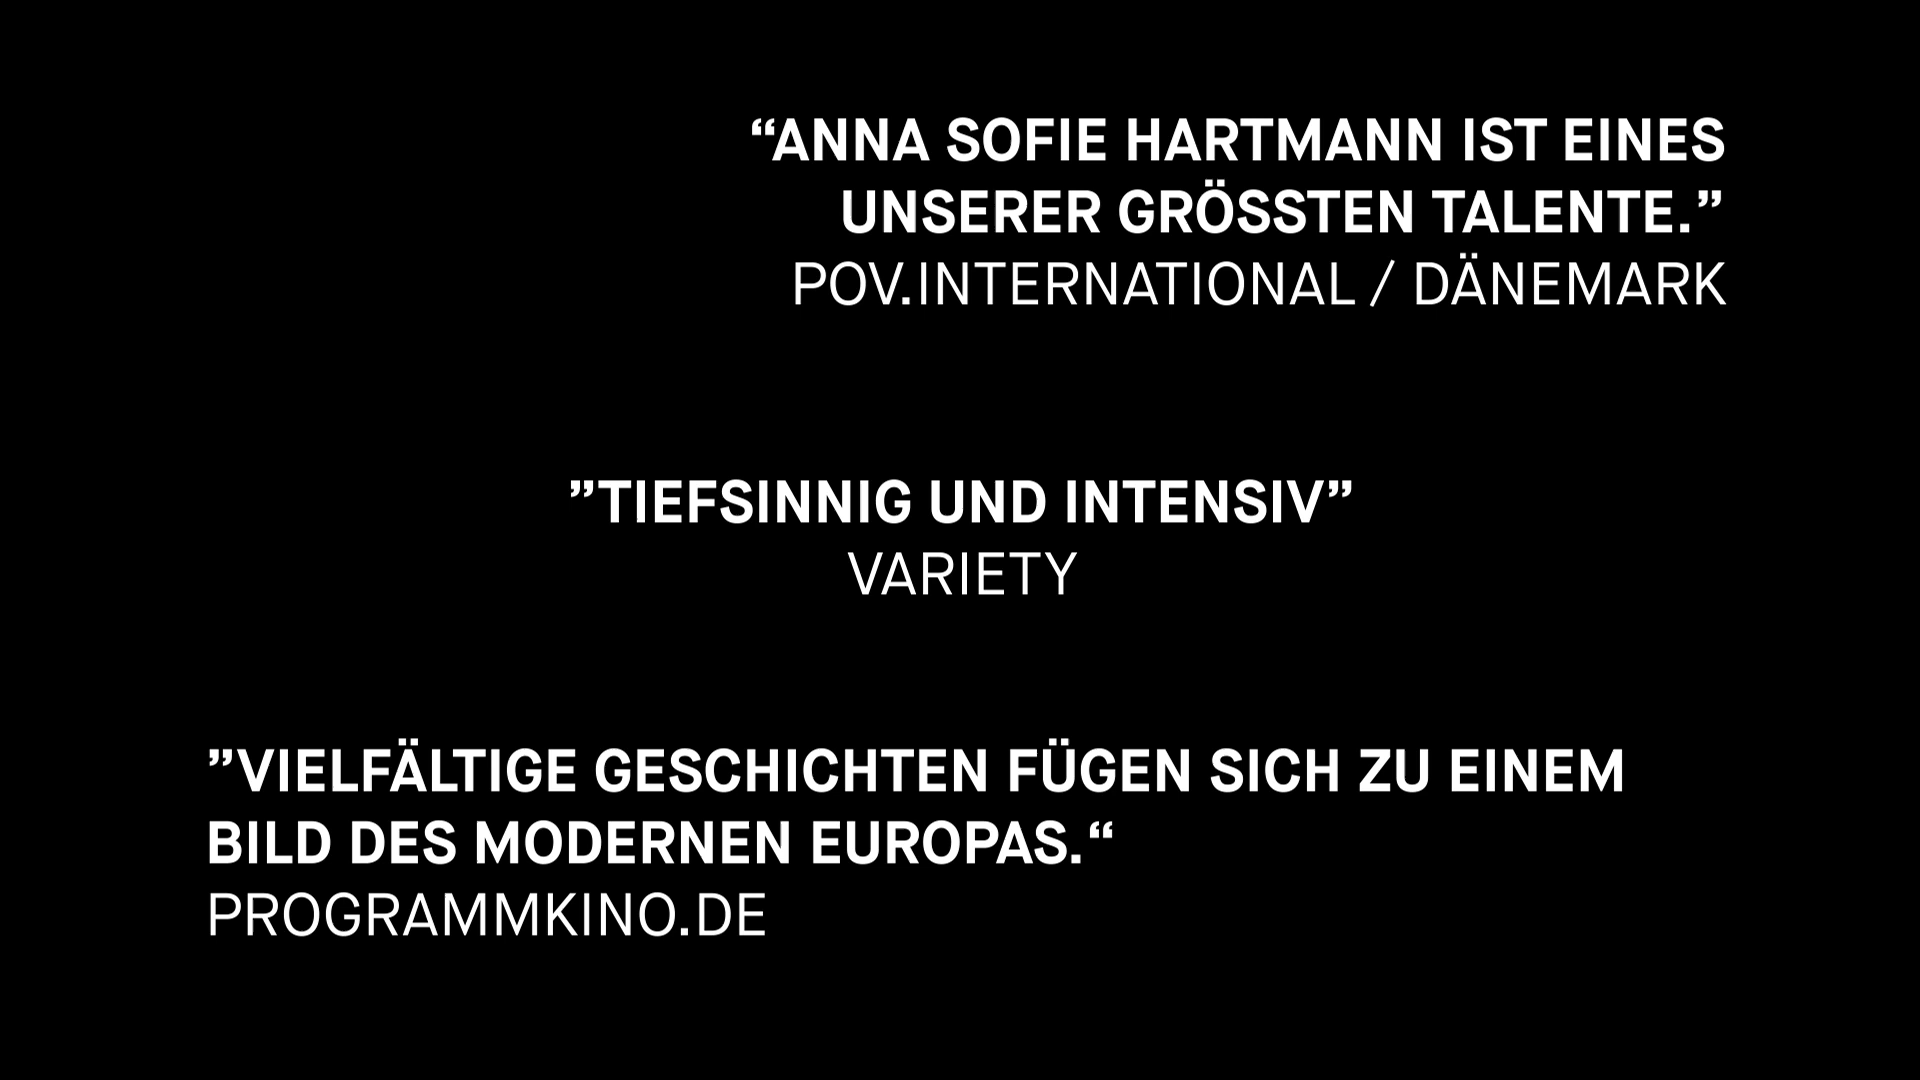 “ANNA SOFIE HARTMANN IST EINES
UNSERER GRÖSSTEN TALENTE.”
POV.INTERNATIONAL / DÄNEMARK
”TIEFSINNIG UND INTENSIV”
VARIETY
”VIELFÄLTIGE GESCHICHTEN FÜGEN SICH ZU EINEM
BILD DES MODERNEN EUROPAS.“
PROGRAMMKINO.DE